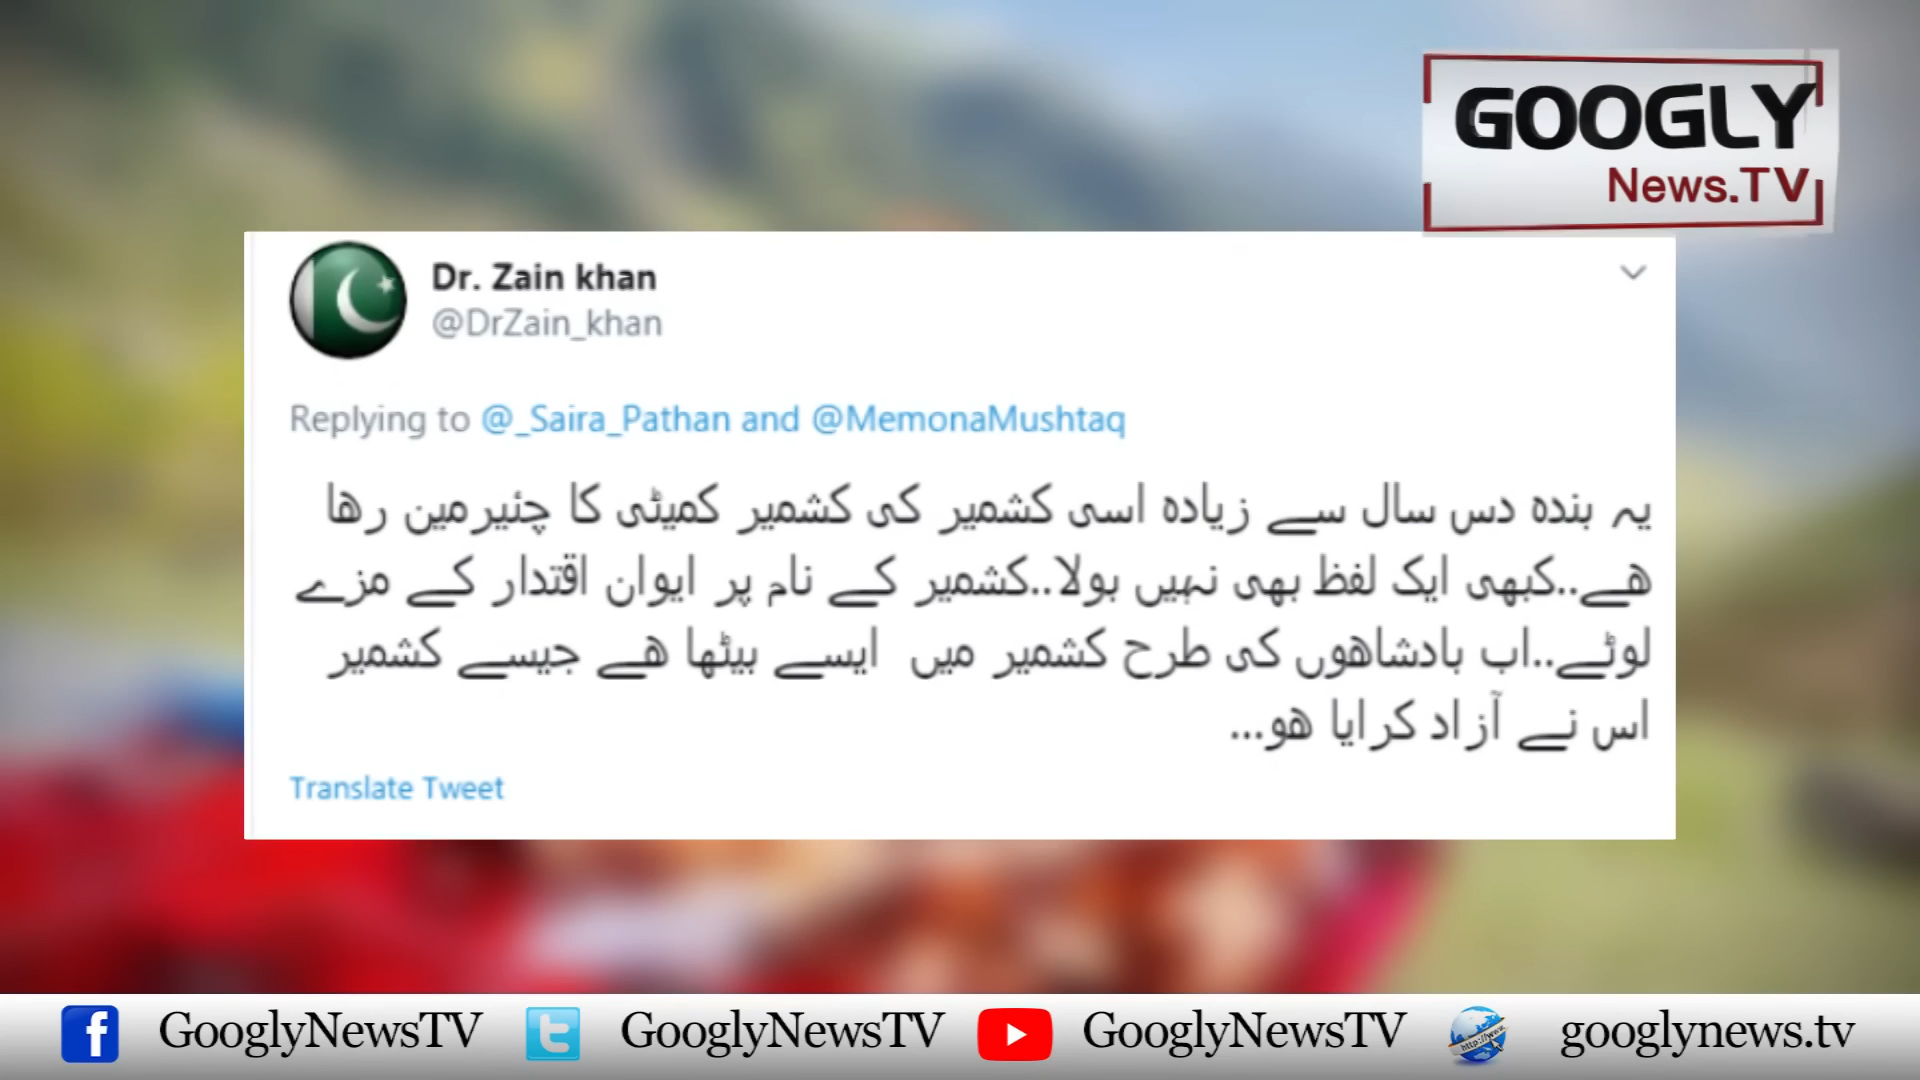 GOOGLY
News.TV
Dr. Zain khan
@DrZain_khan
Replying to @_Saira_Pathan and @MemonaMushtaq
یہ بندہ دس سال سے زیادہ اسی کشمیر کی کشمیر کمیٹی کا چئیرمین رھا
ھے..کبھی ایک لفظ بھی نہیں بولا..کشمیر کے نام پر ایوان اقتدار کے مزے
لوٹے..اب بادشاھوں کی طرح کشمیر میں ایسے بیٹھا ھے جیسے کشمیر
اس نے آزاد کرایا ھو...
Translate Tweet
GooglyNewsTV GooglyNewsTV GooglyNewsTV googlynews.tv